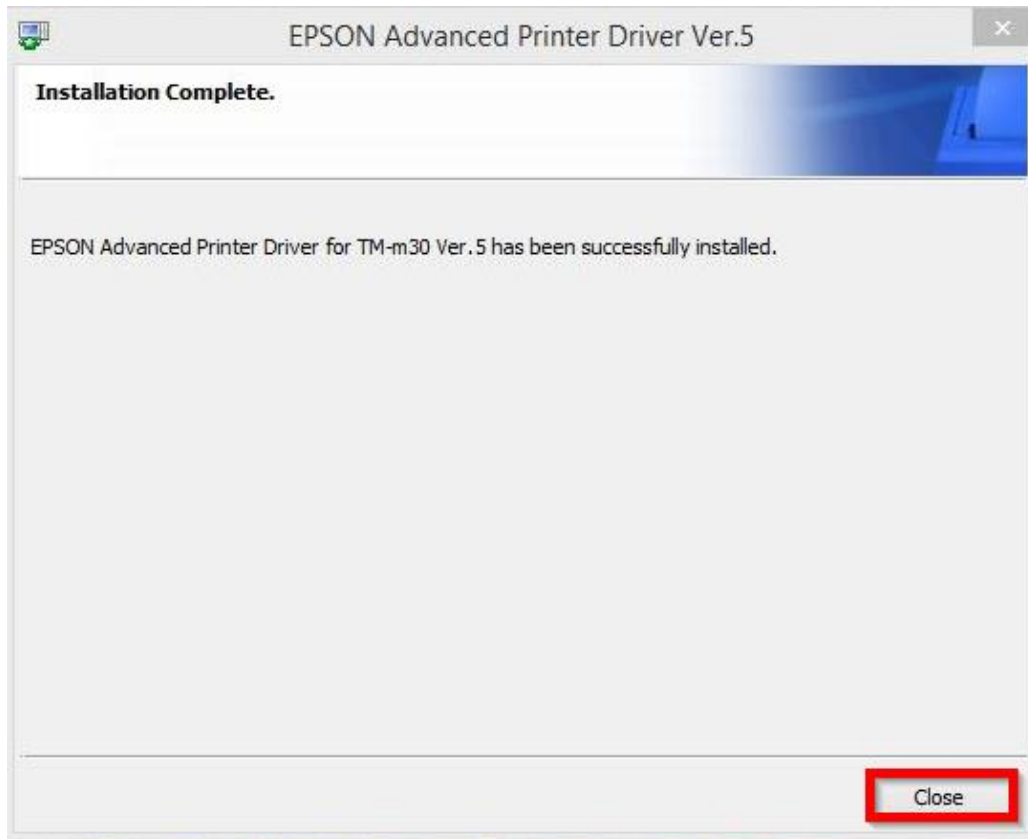 EPSON Advanced Printer Driver Ver.5
Installation Complete.
EPSON Advanced Printer Driver for TM-m30 Ver.5 has been successfully installed.
Close